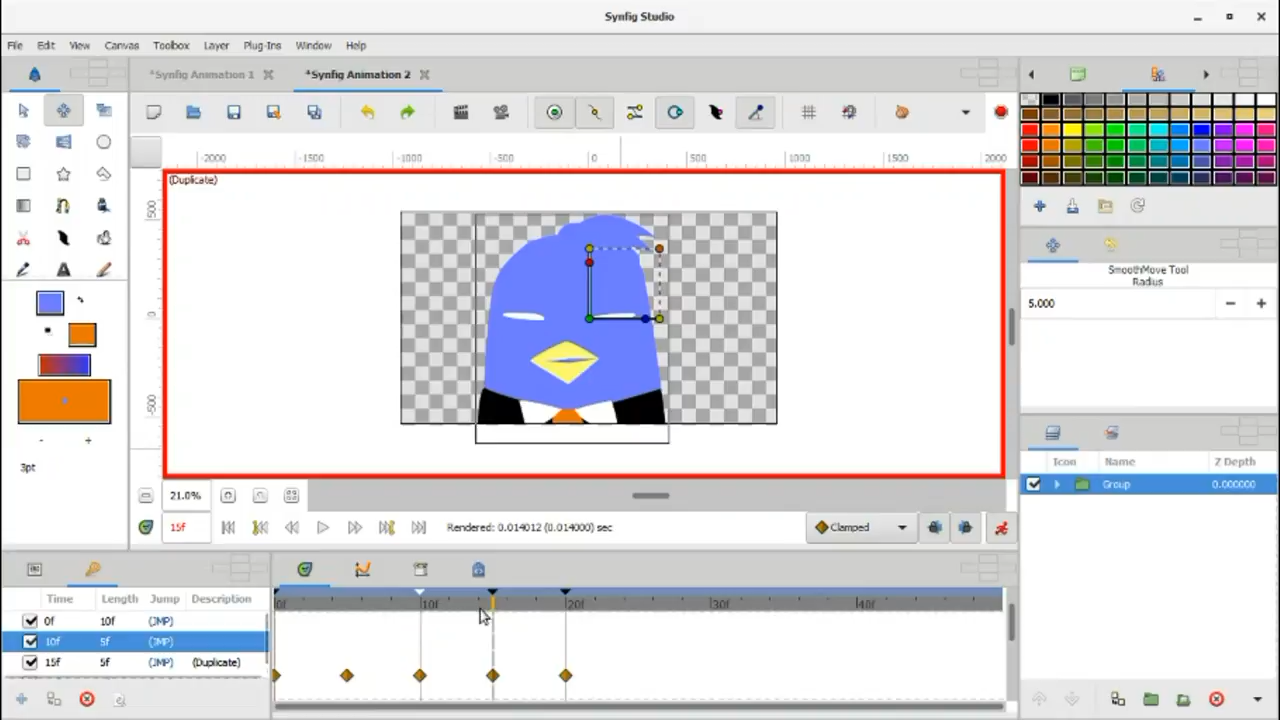 Synfig Studio
File Edit View Canvas Toolbox Layer Plug-Ins Window Help
*Synfig Animation 1 *Synfig Animation 2
-2000 -1500 -1000 -500 0 500 1000 1500 2000
(Duplicate)
500
0
-500
SmoothMove Tool
Radius
5.000
Icon Name Z Depth
Group 0.000000
- +
3pt
21.0%
15f Rendered: 0.014012 (0.014000) sec Clamped
Time Length Jump Description
0f 10f (JMP)
10f 5f (JMP)
15f 5f (JMP) (Duplicate)
0f 10f 20f 30f 40f